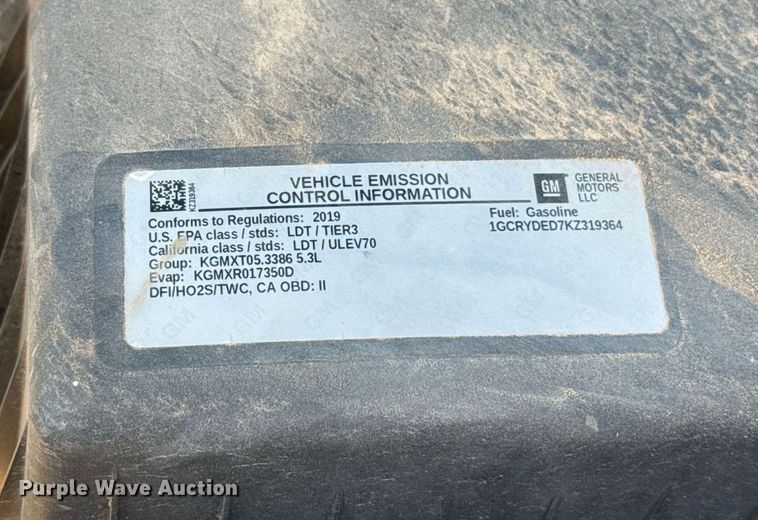 VEHICLE EMISSION
CONTROL INFORMATION
GM
GENERAL
MOTORS
LLC
KZ319364
Conforms to Regulations: 2019
U.S. EPA class / stds: LDT / TIER3
California class / stds: LDT / ULEV70
Group: KGMXT05.3386 5.3L
Evap: KGMXR017350D
DFI/HO2S/TWC, CA OBD: II
Fuel: Gasoline
1GCRYDED7KZ319364
Purple Wave Auction